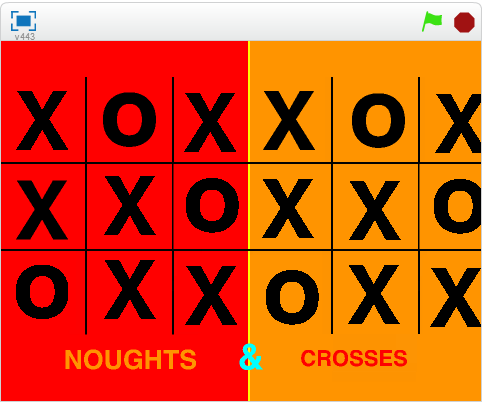 v443
X O X X O X
X X O X X O
O X X O X X
NOUGHTS & CROSSES